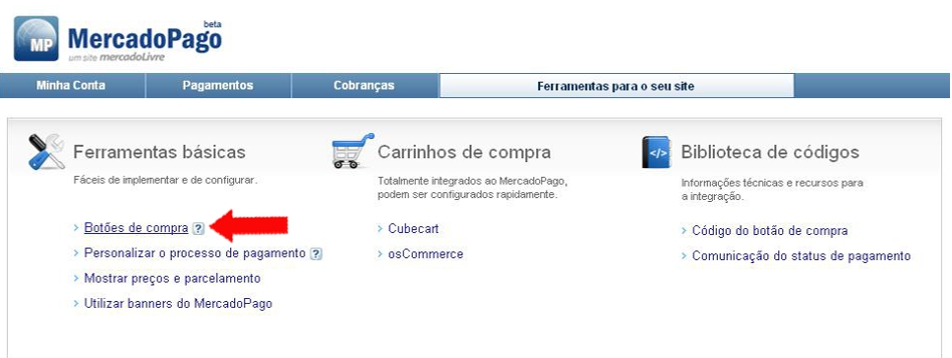 beta
MP MercadoPago
um site mercadoLivre
Minha Conta Pagamentos Cobranças Ferramentas para o seu site
Ferramentas básicas
Fáceis de implementar e de configurar.
Botões de compra ?
Personalizar o processo de pagamento ?
Mostrar preços e parcelamento
Utilizar banners do MercadoPago
Carrinhos de compra
Totalmente integrados ao MercadoPago,
podem ser configurados rapidamente.
Cubecart
osCommerce
</> Biblioteca de códigos
Informações técnicas e recursos para
a integração.
Código do botão de compra
Comunicação do status de pagamento